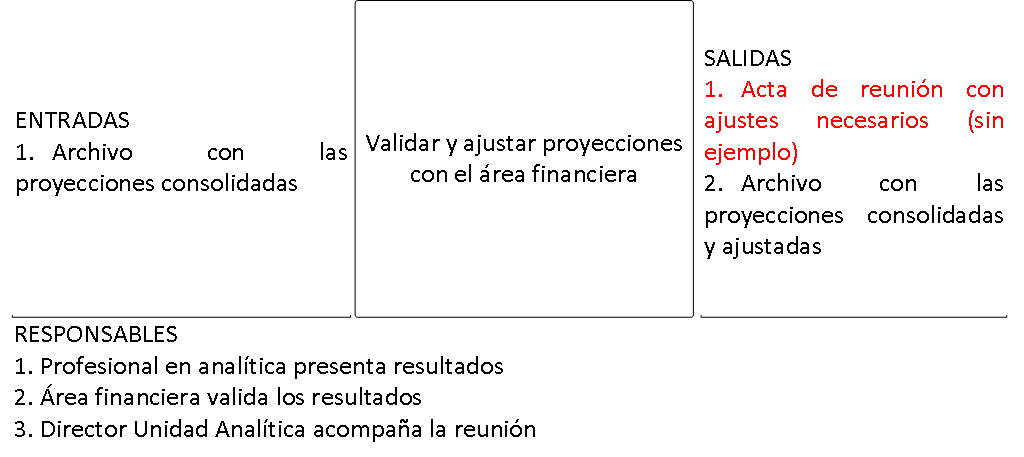 ENTRADAS
1. Archivo con las
proyecciones consolidadas
Validar y ajustar proyecciones
con el área financiera
SALIDAS
1. Acta de reunión con
ajustes necesarios (sin
ejemplo)
2. Archivo con las
proyecciones consolidadas
y ajustadas
RESPONSABLES
1. Profesional en analítica presenta resultados
2. Área financiera valida los resultados
3. Director Unidad Analítica acompaña la reunión